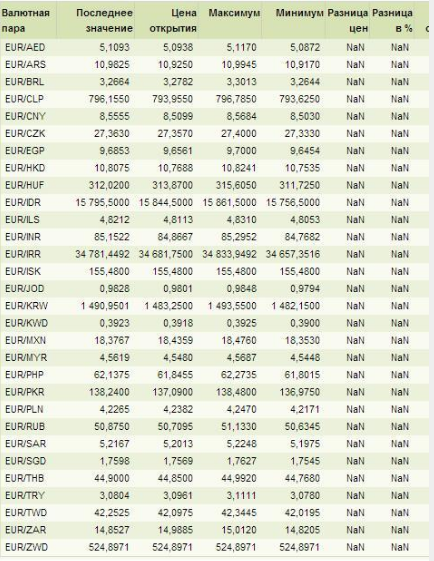 Валютная пара Последнее значение Цена открытия Максимум Минимум Разница цен Разница в %
EUR/AED 5,1093 5,0938 5,1170 5,0872 NaN NaN
EUR/ARS 10,9825 10,9250 10,9945 10,9170 NaN NaN
EUR/BRL 3,2664 3,2782 3,3013 3,2644 NaN NaN
EUR/CLP 796,1550 793,9550 796,7850 793,6250 NaN NaN
EUR/CNY 8,5555 8,5099 8,5684 8,5030 NaN NaN
EUR/CZK 27,3630 27,3570 27,4000 27,3330 NaN NaN
EUR/EGP 9,6853 9,6561 9,7000 9,6454 NaN NaN
EUR/HKD 10,8075 10,7688 10,8241 10,7535 NaN NaN
EUR/HUF 312,0200 313,8700 315,6050 311,7250 NaN NaN
EUR/IDR 15 795,5000 15 844,5000 15 861,5000 15 756,5000 NaN NaN
EUR/ILS 4,8212 4,8113 4,8310 4,8053 NaN NaN
EUR/INR 85,1522 84,8667 85,2952 84,7682 NaN NaN
EUR/IRR 34 781,4492 34 681,7500 34 833,9492 34 657,3516 NaN NaN
EUR/ISK 155,4800 155,4800 155,4800 155,4800 NaN NaN
EUR/JOD 0,9828 0,9801 0,9848 0,9794 NaN NaN
EUR/KRW 1 490,9501 1 483,2500 1 493,5500 1 482,1500 NaN NaN
EUR/KWD 0,3923 0,3918 0,3925 0,3900 NaN NaN
EUR/MXN 18,3767 18,4359 18,4760 18,3530 NaN NaN
EUR/MYR 4,5619 4,5480 4,5687 4,5448 NaN NaN
EUR/PHP 62,1375 61,8455 62,2735 61,8015 NaN NaN
EUR/PKR 138,2400 137,0900 138,4800 136,9750 NaN NaN
EUR/PLN 4,2265 4,2382 4,2470 4,2171 NaN NaN
EUR/RUB 50,8750 50,7095 51,1330 50,6345 NaN NaN
EUR/SAR 5,2167 5,2013 5,2248 5,1975 NaN NaN
EUR/SGD 1,7598 1,7569 1,7627 1,7545 NaN NaN
EUR/THB 44,9000 44,8500 44,9920 44,7680 NaN NaN
EUR/TRY 3,0804 3,0961 3,1111 3,0780 NaN NaN
EUR/TWD 42,2525 42,0975 42,3445 42,0195 NaN NaN
EUR/ZAR 14,8527 14,9885 15,0120 14,8205 NaN NaN
EUR/ZWD 524,8971 524,8971 524,8971 524,8971 NaN NaN